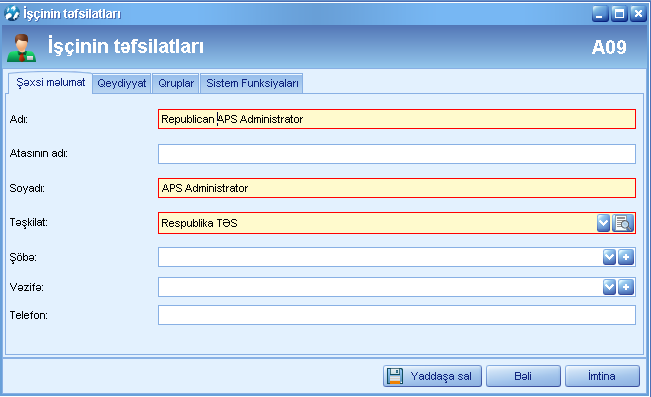 İşçinin təfsilatları
İşçinin təfsilatları
A09
Şəxsi məlumat Qeydiyyat Qruplar Sistem Funksiyaları
Adı: Republican APS Administrator
Atasının adı:
Soyadı: APS Administrator
Təşkilat: Respublika TƏS
Şöbə:
Vəzifə:
Telefon:
Yaddaşa sal Bəli İmtina